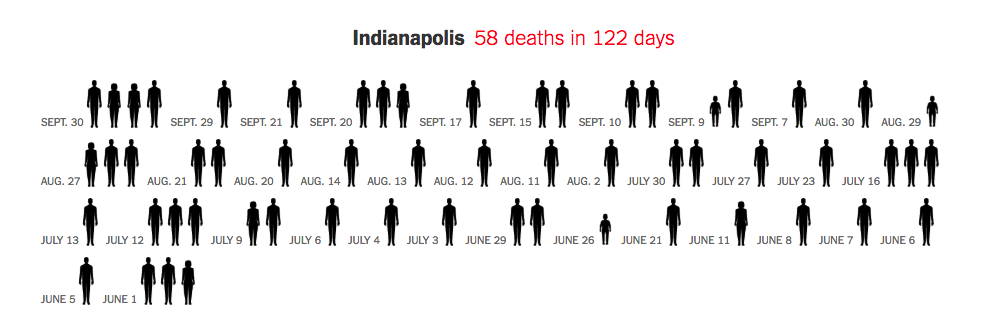 Indianapolis 58 deaths in 122 days
SEPT. 30 SEPT. 29 SEPT. 21 SEPT. 20 SEPT. 17 SEPT. 15 SEPT. 10 SEPT. 9 SEPT. 7 AUG. 30 AUG. 29
AUG. 27 AUG. 21 AUG. 20 AUG. 14 AUG. 13 AUG. 12 AUG. 11 AUG. 2 JULY 30 JULY 27 JULY 23 JULY 16
JULY 13 JULY 12 JULY 9 JULY 6 JULY 4 JULY 3 JUNE 29 JUNE 26 JUNE 21 JUNE 11 JUNE 8 JUNE 7 JUNE 6
JUNE 5 JUNE 1